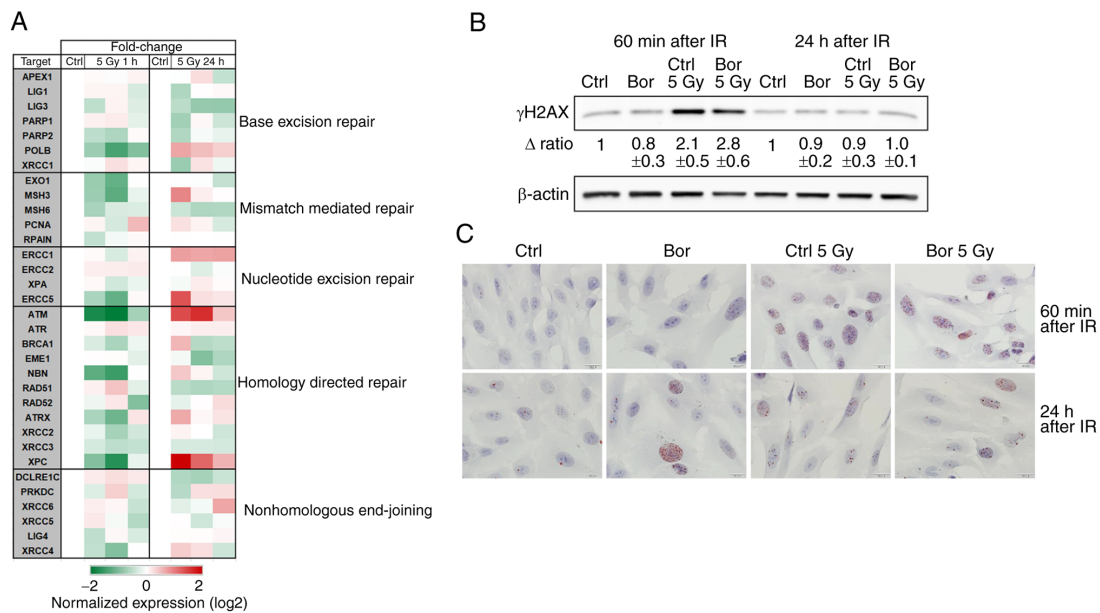 A
Fold-change
Target Ctrl 5 Gy 1 h Ctrl 5 Gy 24 h
APEX1
LIG1
LIG3
PARP1
PARP2
POLB
XRCC1
Base excision repair
EXO1
MSH3
MSH6
PCNA
RPAIN
Mismatch mediated repair
ERCC1
ERCC2
XPA
ERCC5
Nucleotide excision repair
ATM
ATR
BRCA1
EME1
NBN
RAD51
RAD52
ATRX
XRCC2
XRCC3
XPC
Homology directed repair
DCLRE1C
PRKDC
XRCC6
XRCC5
LIG4
XRCC4
Nonhomologous end-joining
−2 0 2
Normalized expression (log2)
B
60 min after IR 24 h after IR
Ctrl Bor Ctrl 5 Gy Bor 5 Gy Ctrl Bor Ctrl 5 Gy Bor 5 Gy
γH2AX
Δ ratio 1 0.8 ±0.3 2.1 ±0.5 2.8 ±0.6 1 0.9 ±0.2 0.9 ±0.3 1.0 ±0.1
β-actin
C
Ctrl Bor Ctrl 5 Gy Bor 5 Gy
60 min
after IR
24 h
after IR